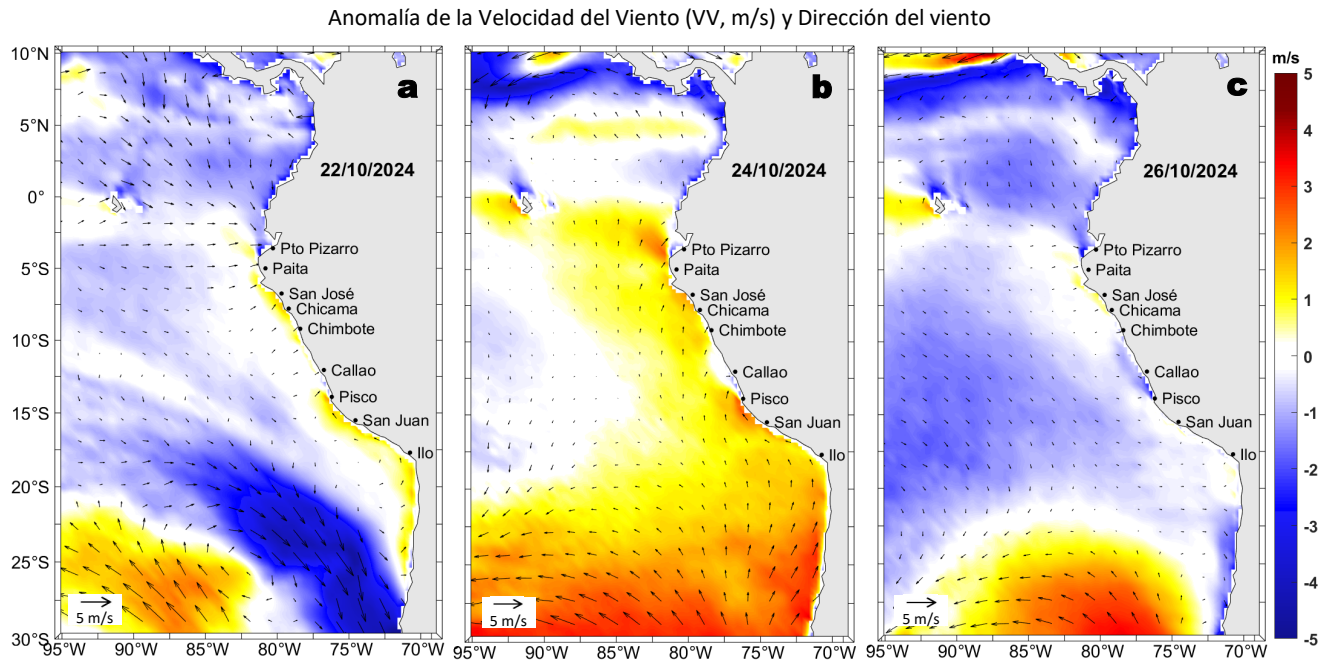 Anomalía de la Velocidad del Viento (VV, m/s) y Dirección del viento
10°N
5°N
0°
5°S
10°S
15°S
20°S
25°S
30°S
a
22/10/2024
Pto Pizarro
Paita
San José
Chicama
Chimbote
Callao
Pisco
San Juan
Ilo
5 m/s
95°W
90°W
85°W
80°W
75°W
70°W
b
24/10/2024
Pto Pizarro
Paita
San José
Chicama
Chimbote
Callao
Pisco
San Juan
Ilo
5 m/s
95°W
90°W
85°W
80°W
75°W
70°W
c
26/10/2024
Pto Pizarro
Paita
San José
Chicama
Chimbote
Callao
Pisco
San Juan
Ilo
5 m/s
95°W
90°W
85°W
80°W
75°W
70°W
m/s
5
4
3
2
1
0
-1
-2
-3
-4
-5